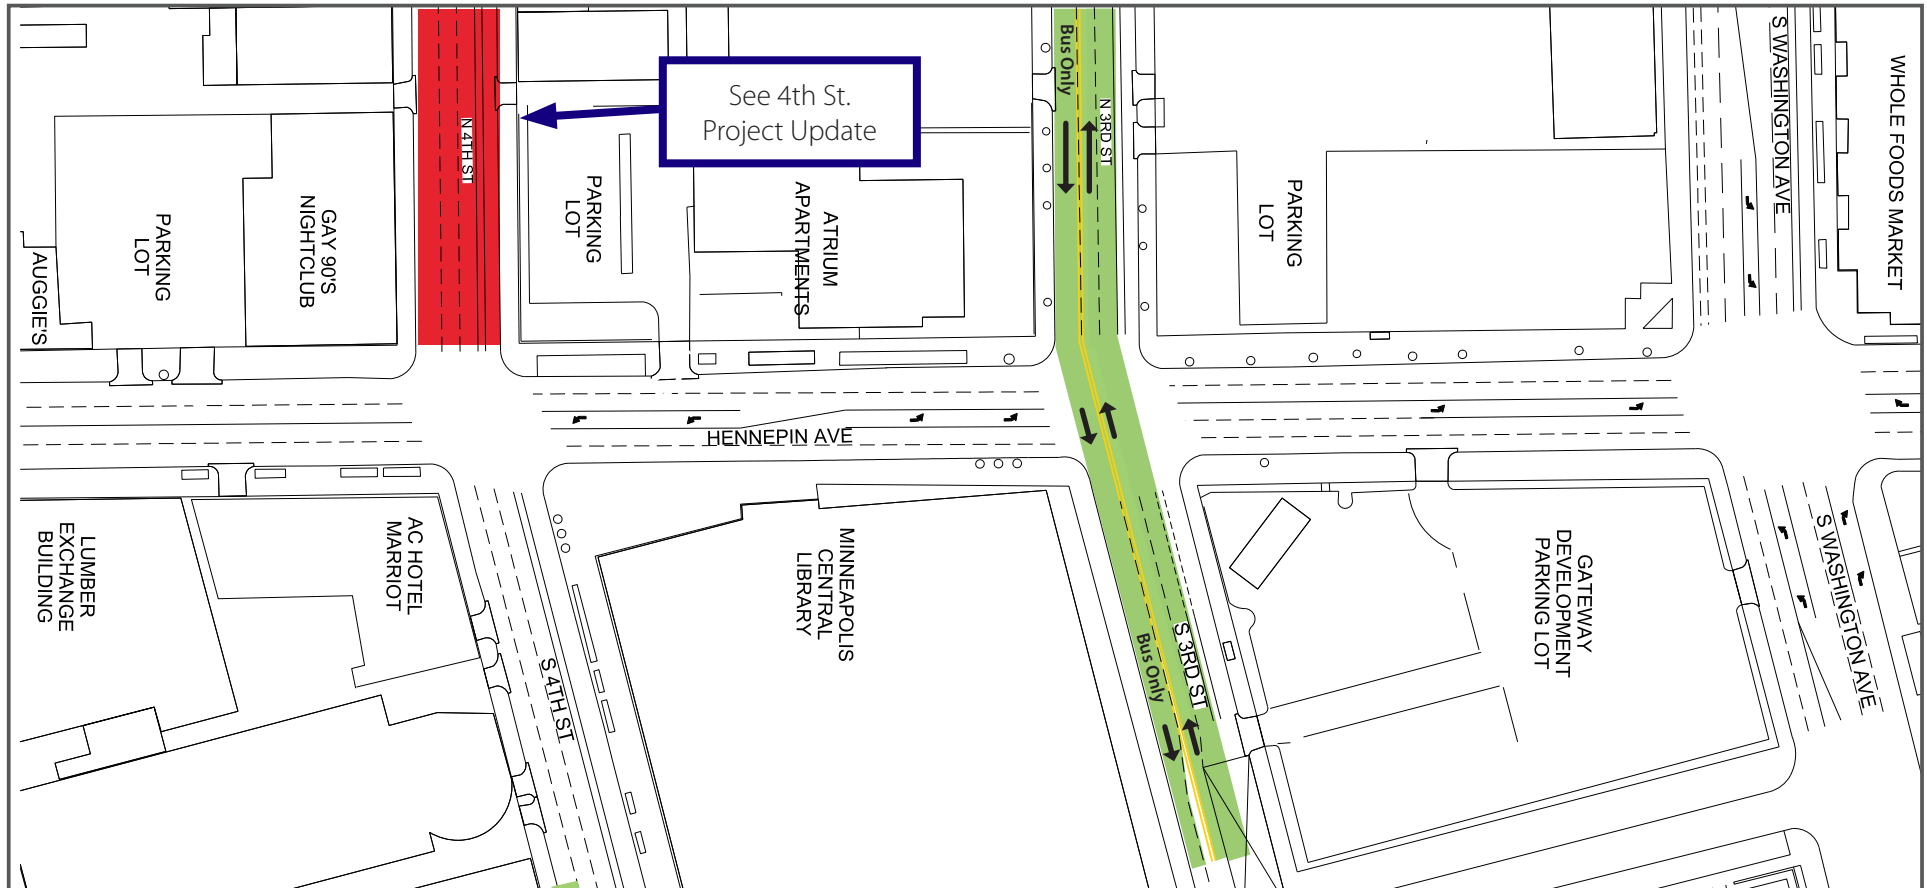 Bus Only
S WASHINGTON AVE
WHOLE FOODS MARKET
See 4th St.
Project Update
N 4TH ST
N 3RD ST
AUGGIE'S
PARKING
LOT
GAY 90'S
NIGHTCLUB
PARKING
LOT
ATRIUM
APARTMENTS
PARKING
LOT
HENNEPIN AVE
LUMBER
EXCHANGE
BUILDING
AC HOTEL
MARRIOT
S 4TH ST
MINNEAPOLIS
CENTRAL
LIBRARY
Bus Only
S 3RD ST
GATEWAY
DEVELOPMENT
PARKING LOT
S WASHINGTON AVE